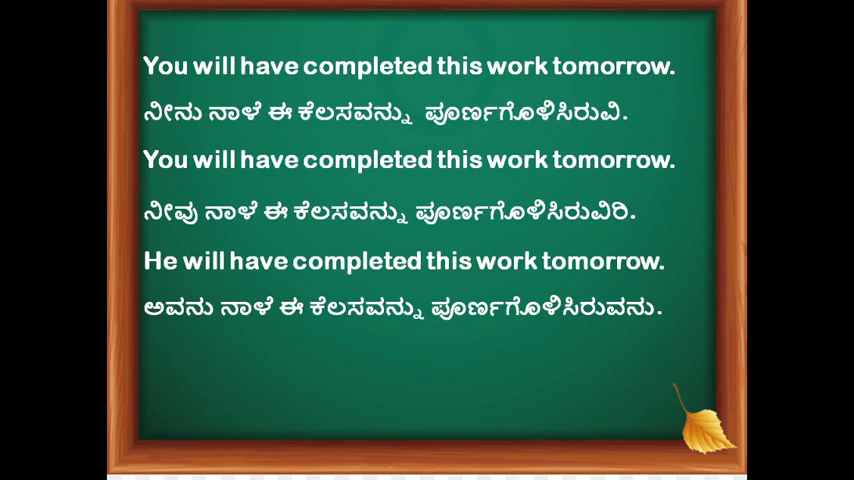 You will have completed this work tomorrow.
ನೀನು ನಾಳೆ ಈ ಕೆಲಸವನ್ನು ಪೂರ್ಣಗೊಳಿಸಿರುವಿ.
You will have completed this work tomorrow.
ನೀವು ನಾಳೆ ಈ ಕೆಲಸವನ್ನು ಪೂರ್ಣಗೊಳಿಸಿರುವಿರಿ.
He will have completed this work tomorrow.
ಅವನು ನಾಳೆ ಈ ಕೆಲಸವನ್ನು ಪೂರ್ಣಗೊಳಿಸಿರುವನು.